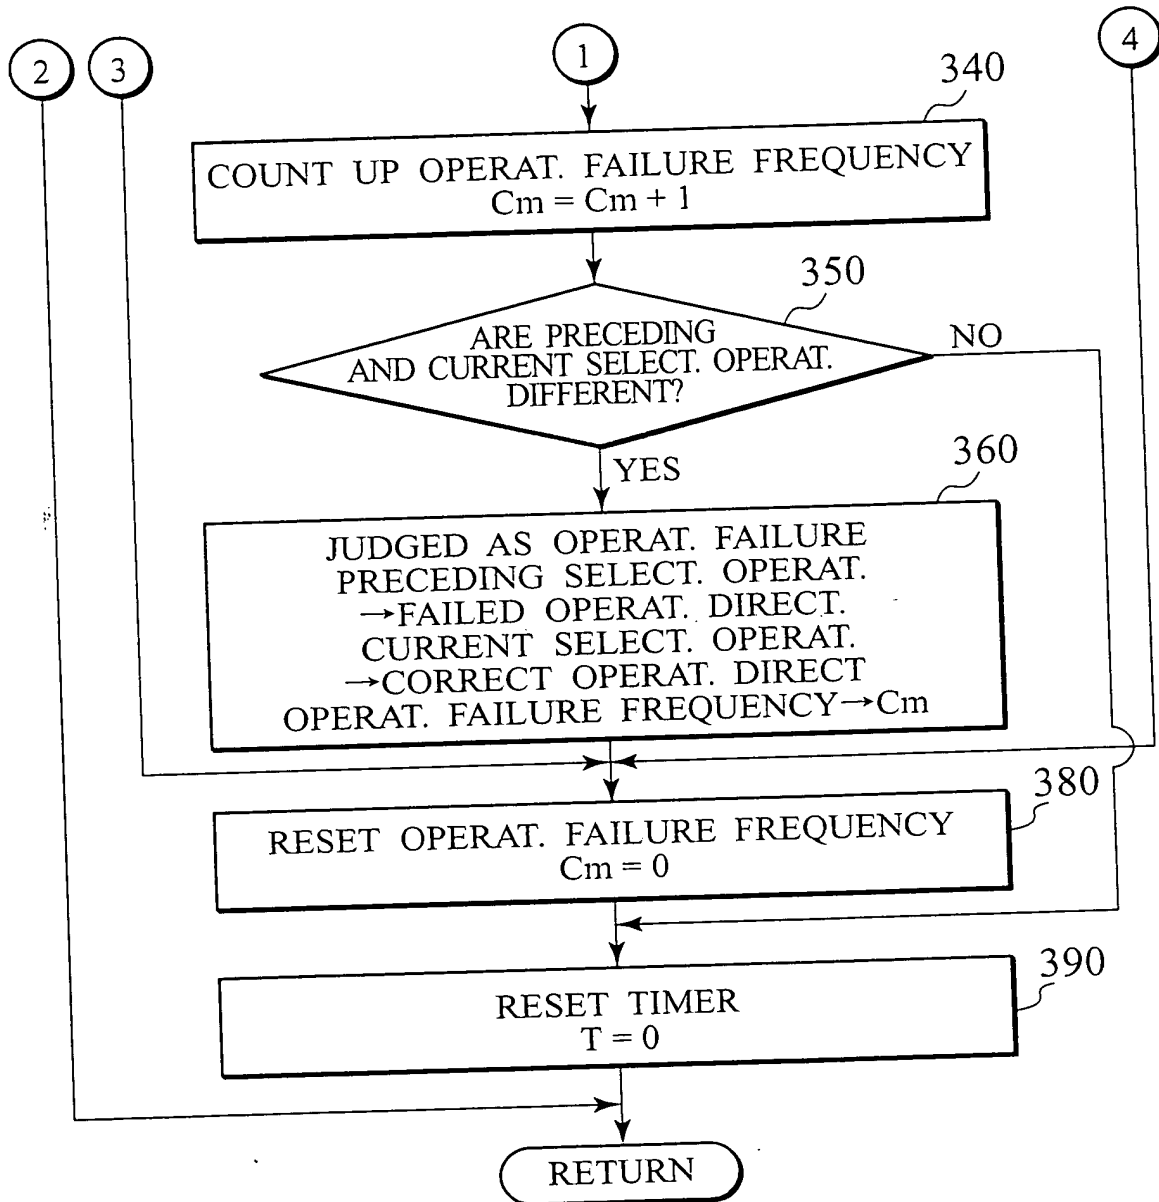 2
3
1
4
340
COUNT UP OPERAT. FAILURE FREQUENCY
Cm = Cm + 1
350
ARE PRECEDING
AND CURRENT SELECT. OPERAT.
DIFFERENT?
NO
YES
360
JUDGED AS OPERAT. FAILURE
PRECEDING SELECT. OPERAT.
→FAILED OPERAT. DIRECT.
CURRENT SELECT. OPERAT.
→CORRECT OPERAT. DIRECT
OPERAT. FAILURE FREQUENCY→Cm
380
RESET OPERAT. FAILURE FREQUENCY
Cm = 0
390
RESET TIMER
T = 0
RETURN